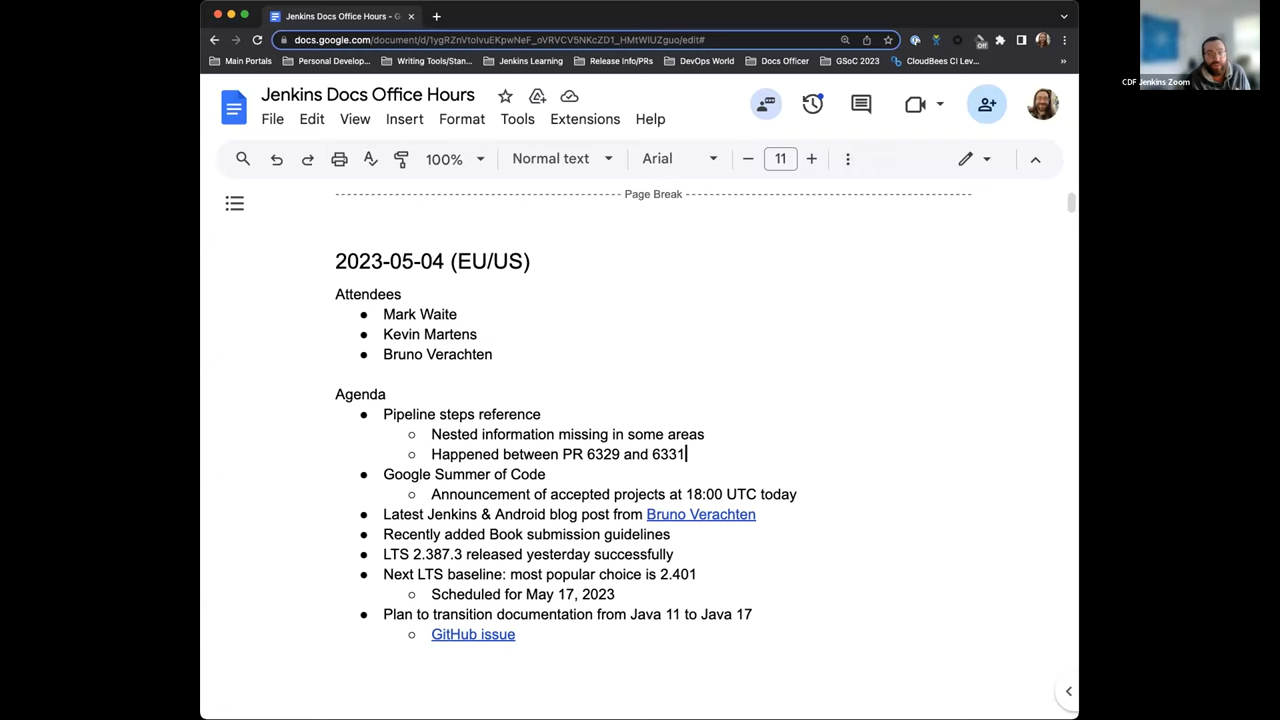 Jenkins Docs Office Hours - G
docs.google.com/document/d/1ygRZnVtoIvuEKpwNeF_oVRVCV5NKcZD1_HMtWIUZguo/edit#
Main Portals
Personal Develop...
Writing Tools/Stan...
Jenkins Learning
Release Info/PRs
DevOps World
Docs Officer
GSoC 2023
CloudBees CI Lev...
»
CDF Jenkins Zoom
Jenkins Docs Office Hours
File Edit View Insert Format Tools Extensions Help
100% Normal text Arial 11
Page Break
2023-05-04 (EU/US)
Attendees
● Mark Waite
● Kevin Martens
● Bruno Verachten
Agenda
● Pipeline steps reference
○ Nested information missing in some areas
○ Happened between PR 6329 and 6331
● Google Summer of Code
○ Announcement of accepted projects at 18:00 UTC today
● Latest Jenkins & Android blog post from Bruno Verachten
● Recently added Book submission guidelines
● LTS 2.387.3 released yesterday successfully
● Next LTS baseline: most popular choice is 2.401
○ Scheduled for May 17, 2023
● Plan to transition documentation from Java 11 to Java 17
○ GitHub issue